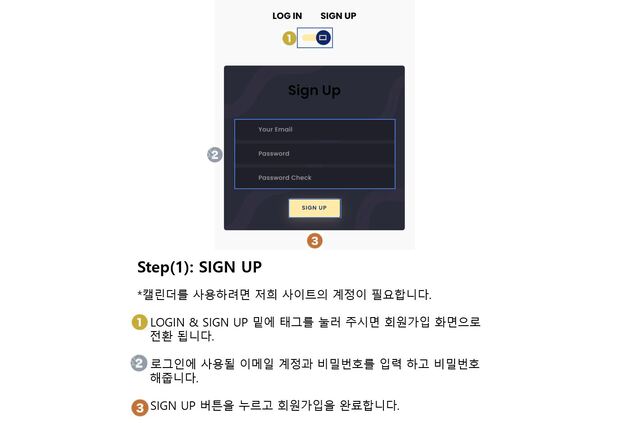 LOG IN SIGN UP
1
Sign Up
Your Email
2
Password
Password Check
SIGN UP
3
Step(1): SIGN UP
*캘린더를 사용하려면 저희 사이트의 계정이 필요합니다.
1 LOGIN & SIGN UP 밑에 태그를 눌러 주시면 회원가입 화면으로
전환 됩니다.
2 로그인에 사용될 이메일 계정과 비밀번호를 입력 하고 비밀번호
해줍니다.
3 SIGN UP 버튼을 누르고 회원가입을 완료합니다.